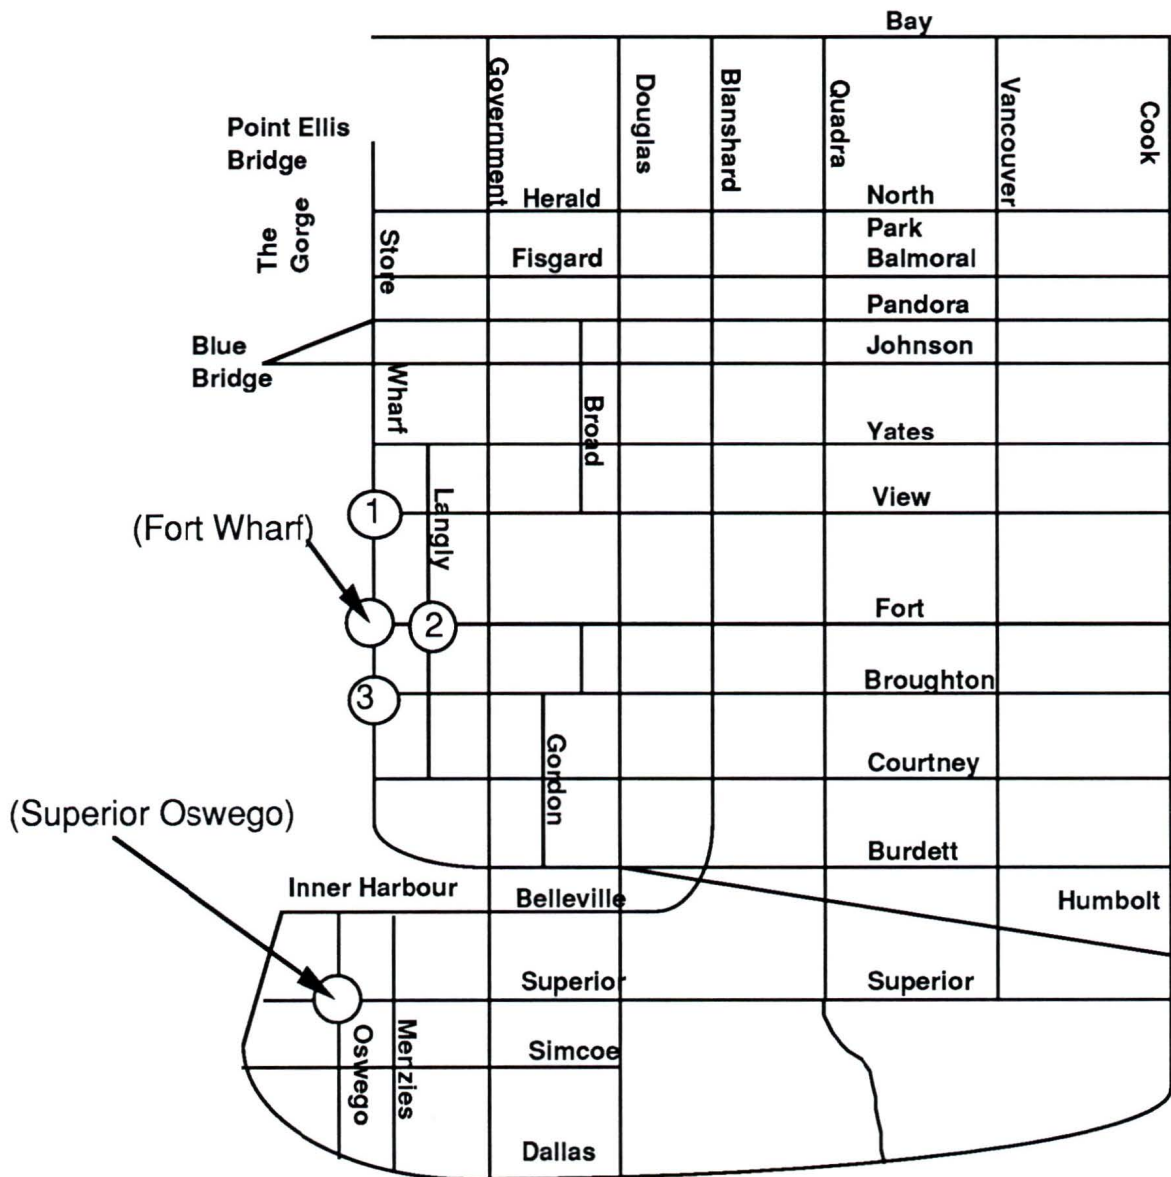 Bay
Government
Douglas
Blanshard
Quadra
Vancouver
Cook
Point Ellis
Bridge
The
Gorge
Store
Herald
North
Park
Fisgard
Balmoral
Pandora
Blue
Bridge
Johnson
Wharf
Broad
Yates
Langly
1
View
(Fort Wharf)
2
Fort
3
Broughton
Gordon
Courtney
(Superior Oswego)
Burdett
Inner Harbour
Belleville
Humbolt
Superior
Superior
Oswego
Menzies
Simcoe
Dallas